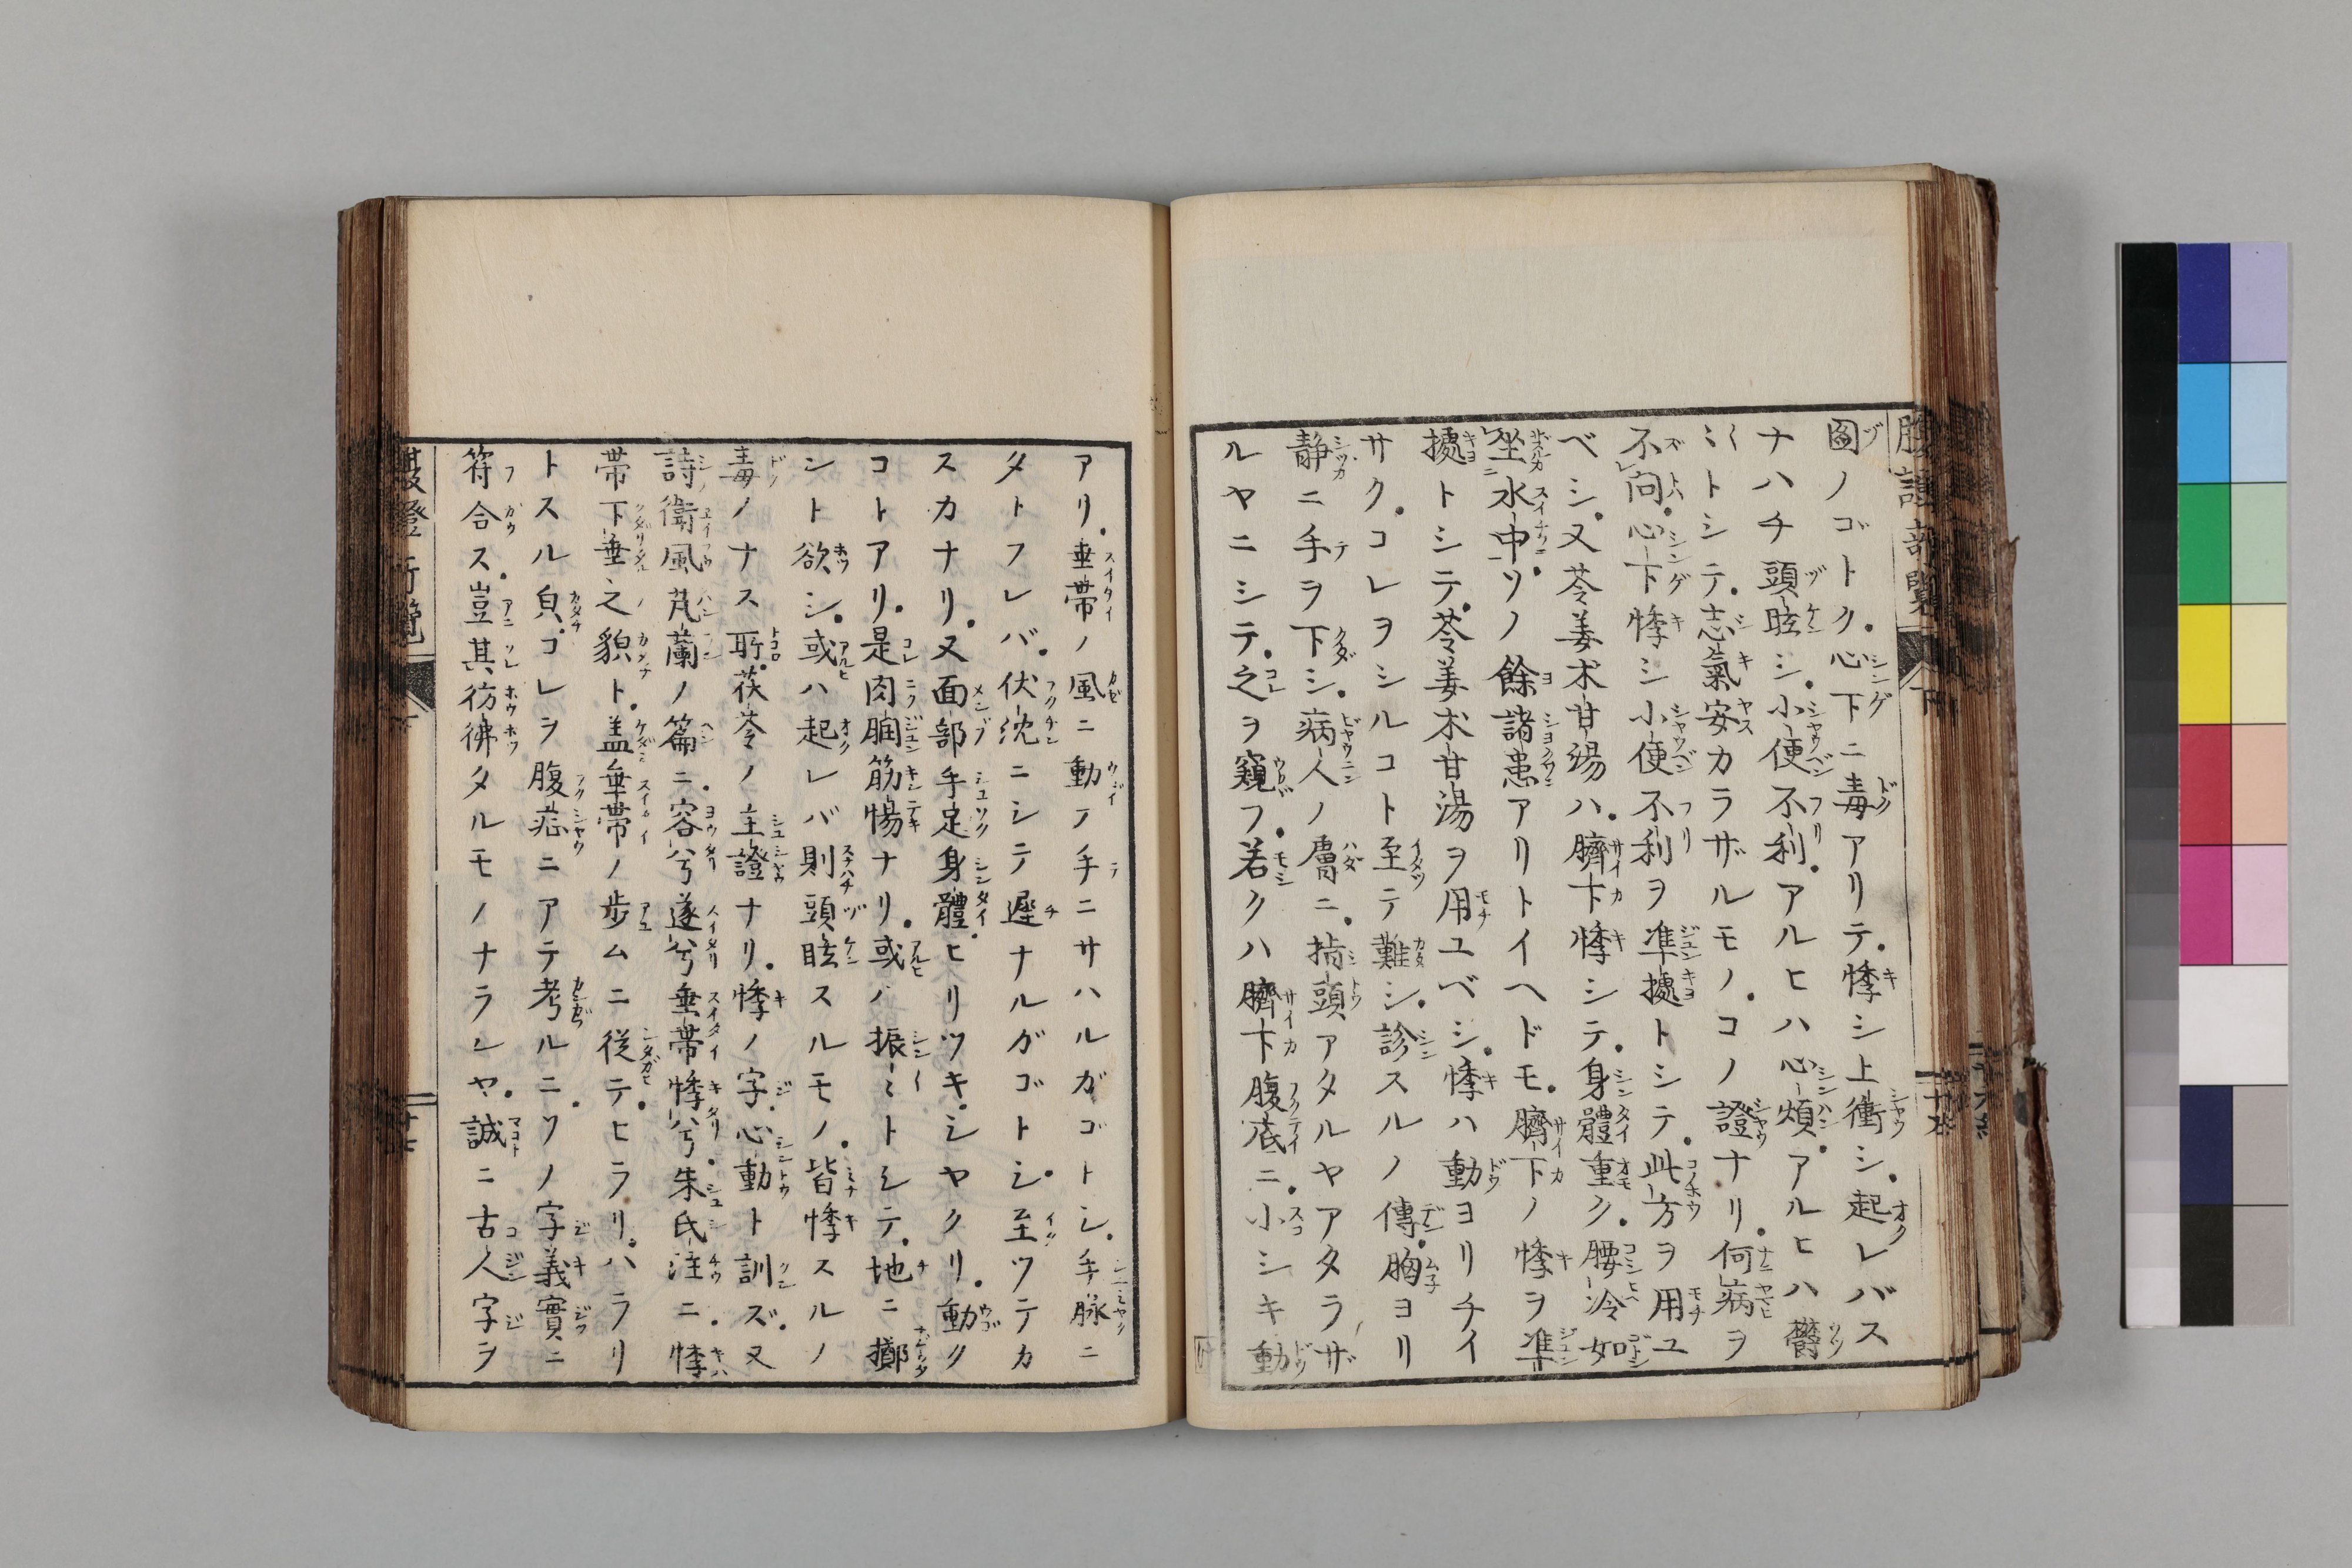 圖ノゴトク心下ニ毒アリテ悸シ上衝シ起レバス
ナハチ頭眩シ小便不利アルヒハ心煩アルヒハ欝
ミトシテ志氣安カラザルモノコノ證ナリ何病ヲ
不問心下悸シ小便不利ヲ準據トシテ此方ヲ用ユ
ベシ又苓姜朮甘湯ハ臍下悸シテ身體重ク腰冷如
坐水中ソノ餘諸患アリトイヘドモ臍下ノ悸ヲ準
據トシテ苓姜朮甘湯ヲ用ユベシ悸ハ動ヨリチイ
サクコレヲシルコト至テ難シ診スルノ傳胸ヨリ
静ニ手ヲ下シ病人ノ膚ニ指頭アタルヤアタラザ
ルヤニシテ之ヲ窺フ若クハ臍下腹底ニ小シキ動
アリ垂帯ノ風ニ動テ手ニサハルガゴトシ手脉ニ
タトフレバ伏沈ニシテ遲ナルガゴトシ至ツテカ
スカナリ又面部手足身體ヒリツキシヤクリ動ク
コトアリ是肉瞤筋惕ナリ或ハ振ミトシテ地ニ擲
シト欲シ或ハ起レバ則頭眩スルモノ皆悸スルノ
毒ノナス所茯苓ノ主證ナリ悸ノ字心動ト訓ズ又
詩衛風芃蘭ノ篇ニ容兮遂兮垂帯悸兮朱氏注ニ悸
帯下垂之貌ト盖垂帯ノ歩ムニ従テヒラリハラリ
トスル皃コレヲ腹症ニアテ考ルニソノ字義實ニ
符合ス豈其彷彿タルモノナラレヤ誠ニ古人字ヲ
十七